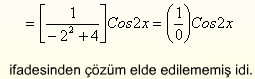 = [1 / (-2² + 4)] Cos2x = (1/0) Cos2x
ifadesinden çözüm elde edilememiş idi.